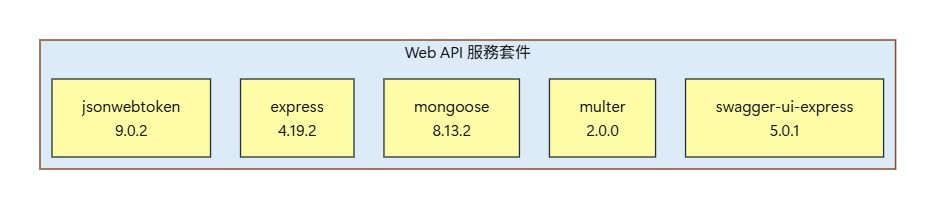 Web API 服務套件
jsonwebtoken
9.0.2
express
4.19.2
mongoose
8.13.2
multer
2.0.0
swagger-ui-express
5.0.1